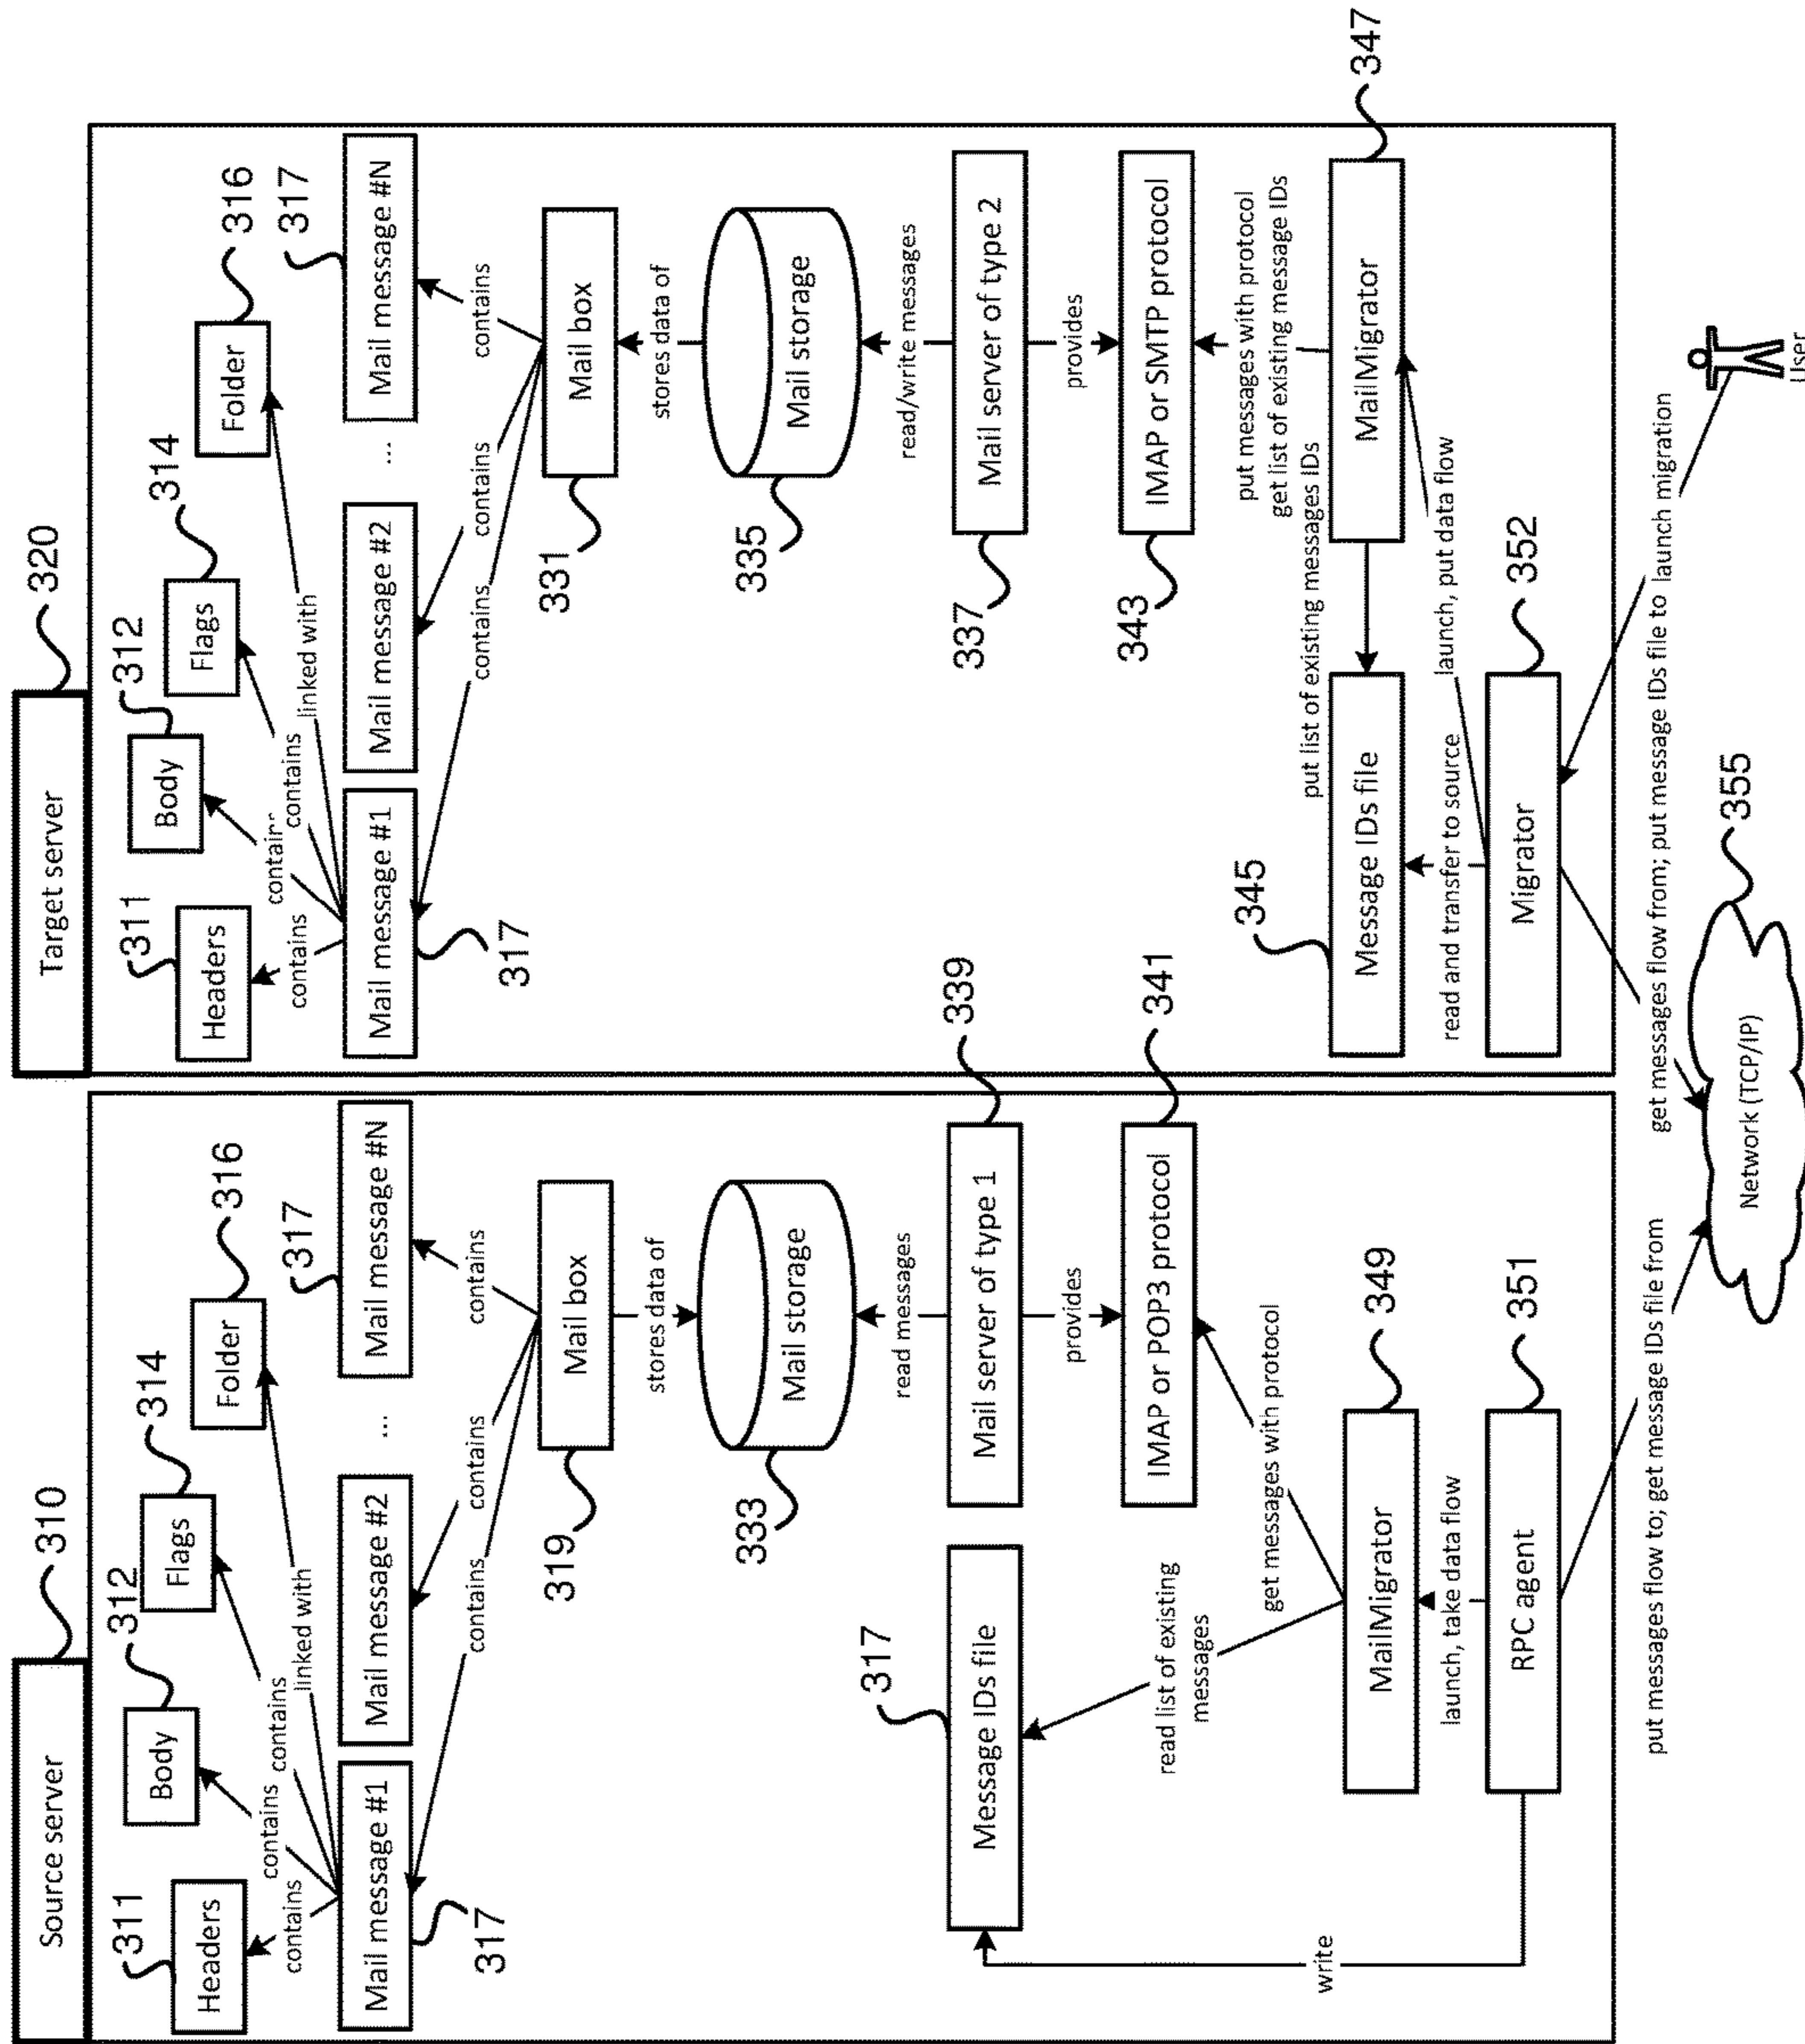 Source server
310
311
312
314
316
Headers
Body
Flags
Folder
contains
contains
contains
linked with
317
Mail message #1
Mail message #2
...
Mail message #N
317
contains
contains
contains
319
Mail box
stores data of
333
Mail storage
read messages
Mail server of type 1
339
provides
IMAP or POP3 protocol
341
317
Message IDs file
read list of existing
messages
get messages with protocol
MailMigrator
349
launch, take data flow
RPC agent
351
write
put messages flow to; get message IDs file from
Target server
320
311
312
314
316
Headers
Body
Flags
Folder
contains
contain
contains
linked with
317
Mail message #1
Mail message #2
...
Mail message #N
317
contains
contains
contains
331
Mail box
stores data of
335
Mail storage
read/write messages
337
Mail server of type 2
provides
343
IMAP or SMTP protocol
put messages with protocol
get list of existing message IDs
put list of existing messages IDs
345
Message IDs file
MailMigrator
347
read and transfer to source
launch, put data flow
Migrator
352
get messages flow from; put message IDs file to
launch migration
355
Network (TCP/IP)
User